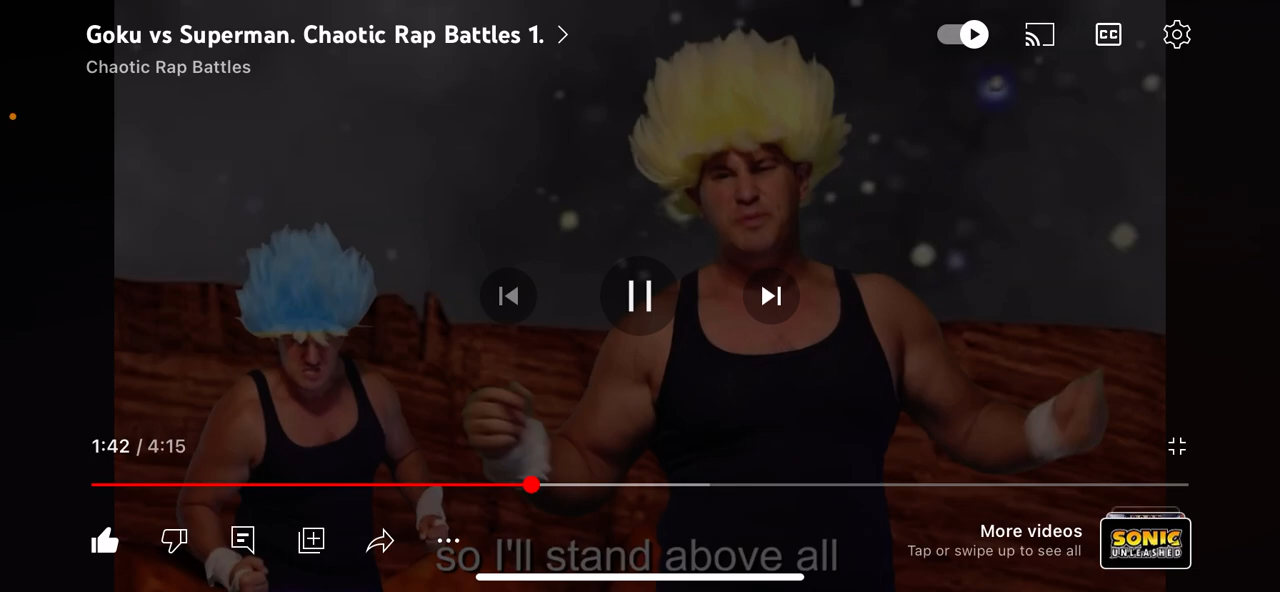 Goku vs Superman. Chaotic Rap Battles 1.
Chaotic Rap Battles
CC
1:42 / 4:15
so I'll stand above all
More videos
Tap or swipe up to see all
SONIC
UNLEASHED